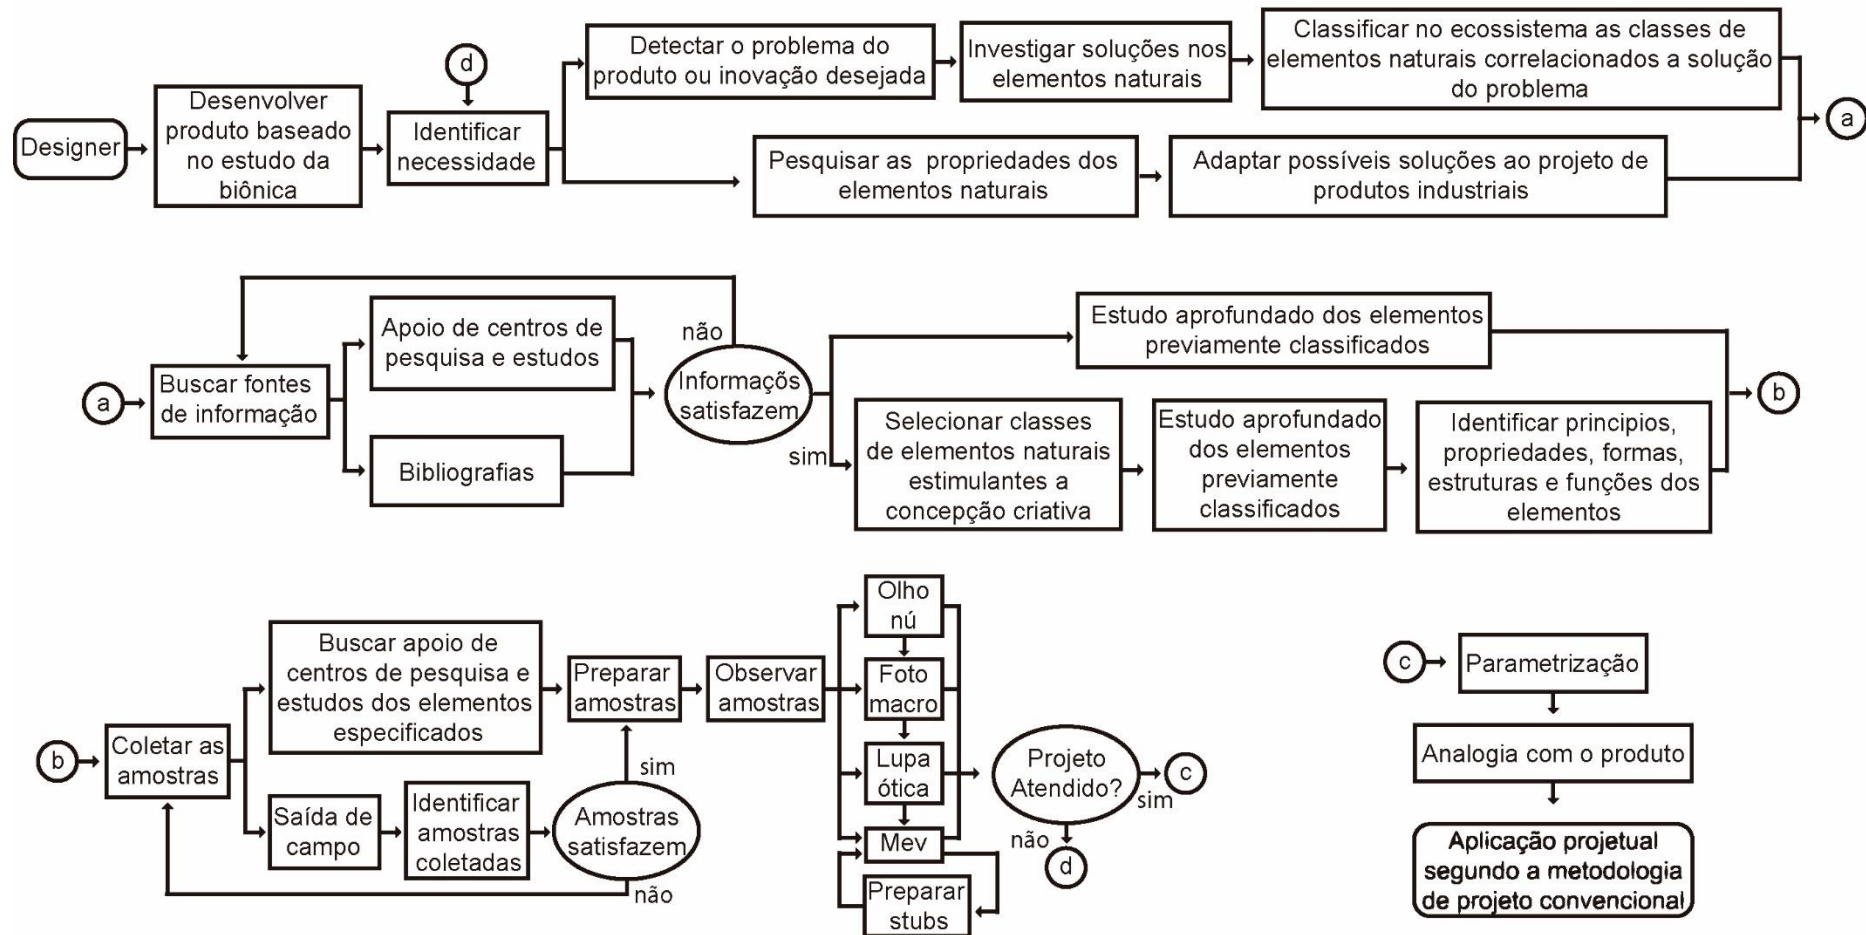 d
Designer
Desenvolver
produto baseado
no estudo da
biônica
Identificar
necessidade
Detectar o problema do
produto ou inovação desejada
Investigar soluções nos
elementos naturais
Classificar no ecossistema as classes de
elementos naturais correlacionados a solução
do problema
Pesquisar as propriedades dos
elementos naturais
Adaptar possíveis soluções ao projeto de
produtos industriais
a
a
Buscar fontes
de informação
Apoio de centros de
pesquisa e estudos
Bibliografias
não
Informaçõs
satisfazem
sim
Estudo aprofundado dos elementos
previamente classificados
Selecionar classes
de elementos naturais
estimulantes a
concepção criativa
Estudo aprofundado
dos elementos
previamente
classificados
Identificar principios,
propriedades, formas,
estruturas e funções dos
elementos
b
b
Coletar as
amostras
Buscar apoio de
centros de pesquisa e
estudos dos elementos
especificados
Saída de
campo
Identificar
amostras
coletadas
Amostras
satisfazem
sim
não
Preparar
amostras
Observar
amostras
Olho
nú
Foto
macro
Lupa
ótica
Mev
Preparar
stubs
Projeto
Atendido?
sim
c
não
d
c
Parametrização
Analogia com o produto
Aplicação projetual
segundo a metodologia
de projeto convencional